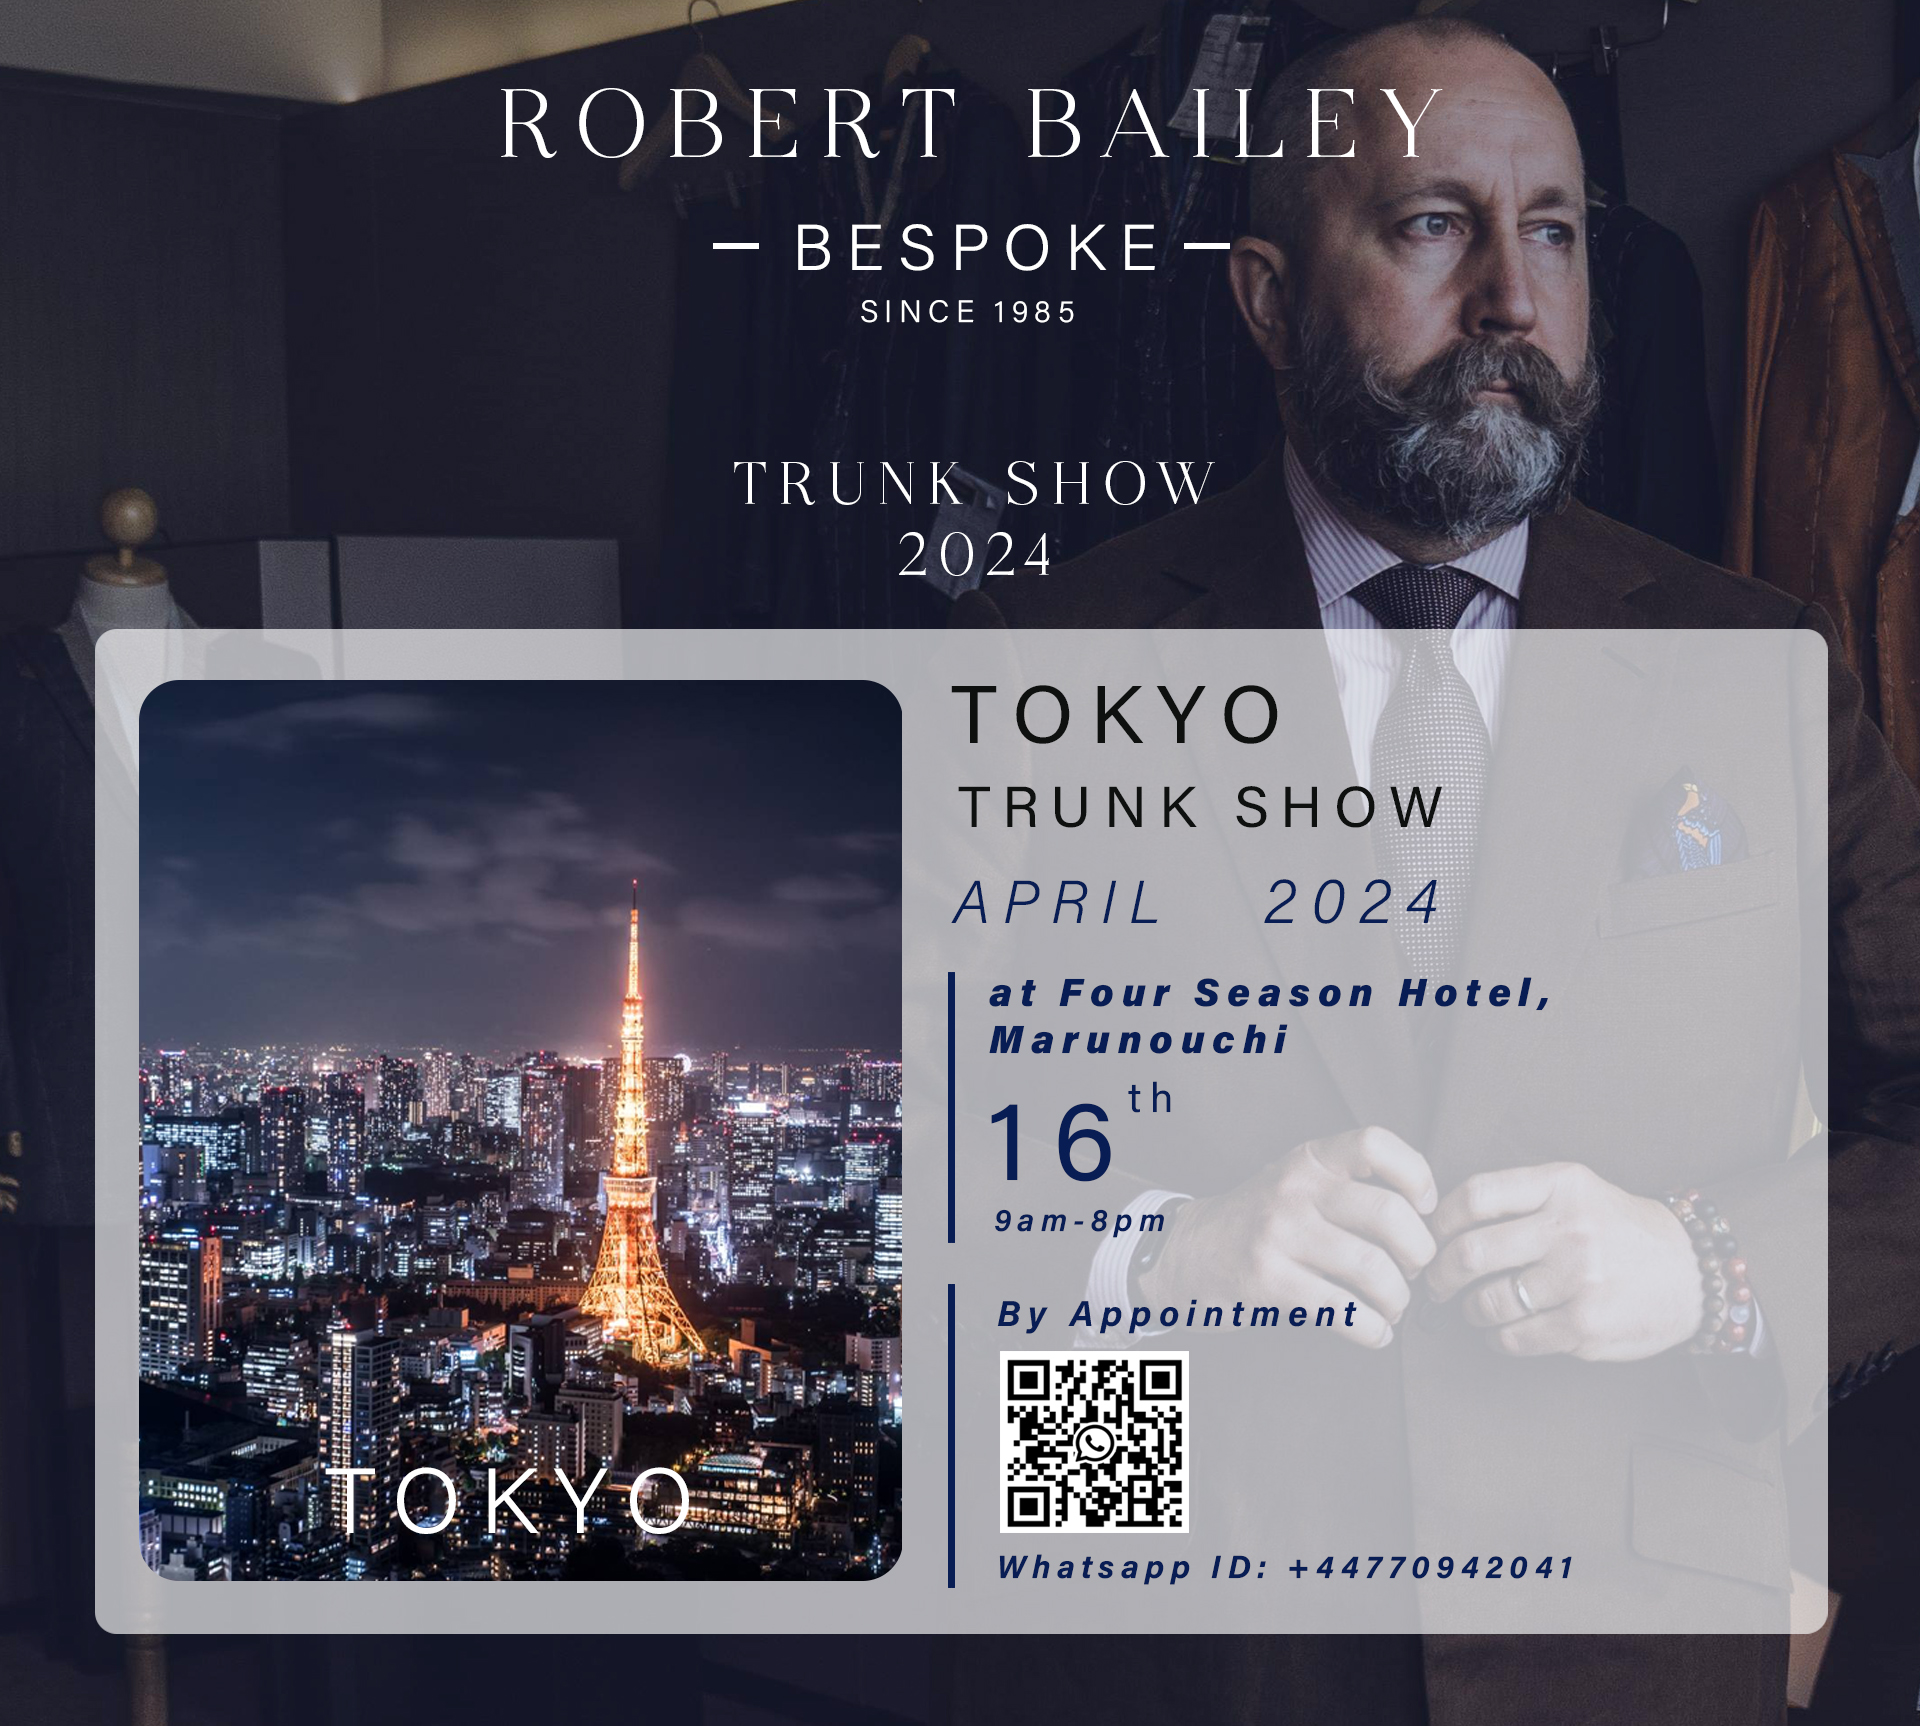 ROBERT BAILEY
— BESPOKE —
SINCE 1985
TRUNK SHOW
2024
TOKYO
TRUNK SHOW
APRIL 2024
at Four Season Hotel,
Marunouchi
16th
9am-8pm
By Appointment
Whatsapp ID: +44770942041
TOKYO